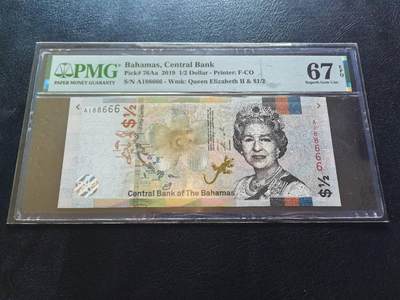 PMG
PAPER MONEY GUARANTY
Bahamas, Central Bank
Pick# 76Aa 2019 1/2 Dollar - Printer: F-CO
S/N A188666 - Wmk: Queen Elizabeth II & $1/2
67 EPQ
Superb Gem Unc
A188666
$½
A188666
$½
Central Bank of The Bahamas